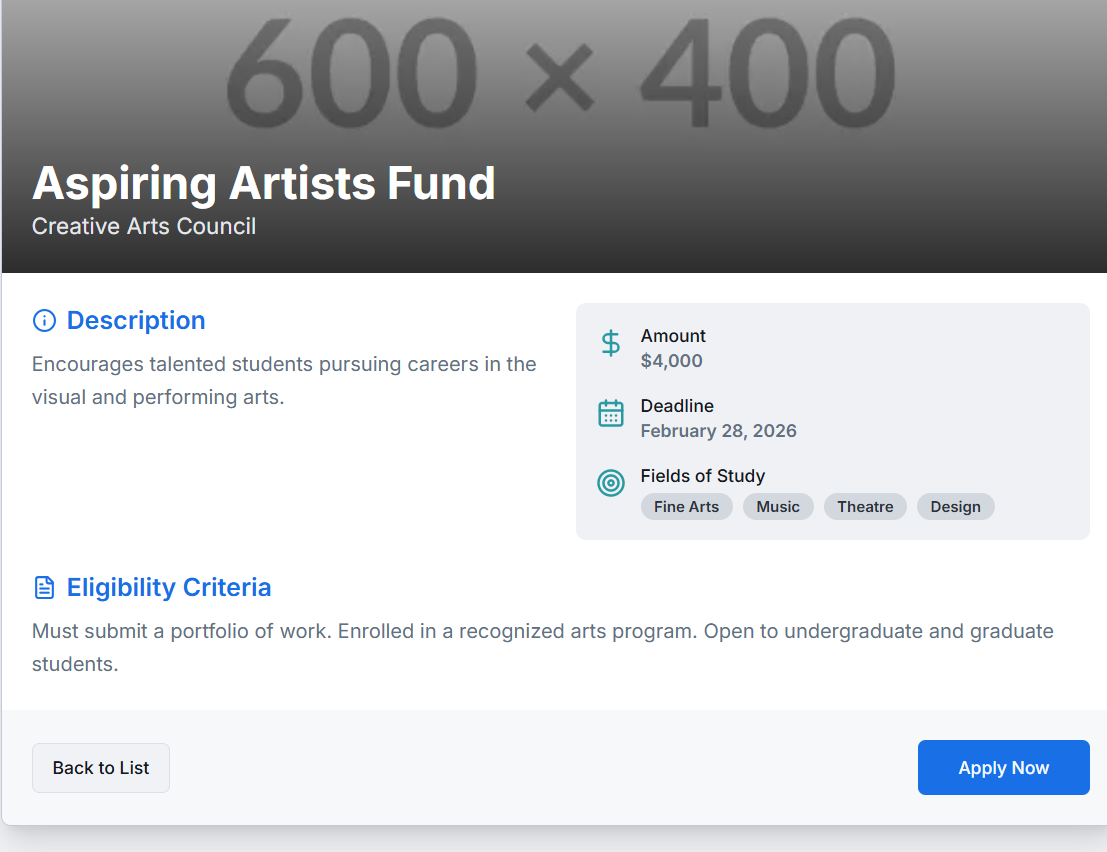 600 × 400
Aspiring Artists Fund
Creative Arts Council
Description
Encourages talented students pursuing careers in the
visual and performing arts.
Amount
$4,000
Deadline
February 28, 2026
Fields of Study
Fine Arts Music Theatre Design
Eligibility Criteria
Must submit a portfolio of work. Enrolled in a recognized arts program. Open to undergraduate and graduate
students.
Back to List
Apply Now